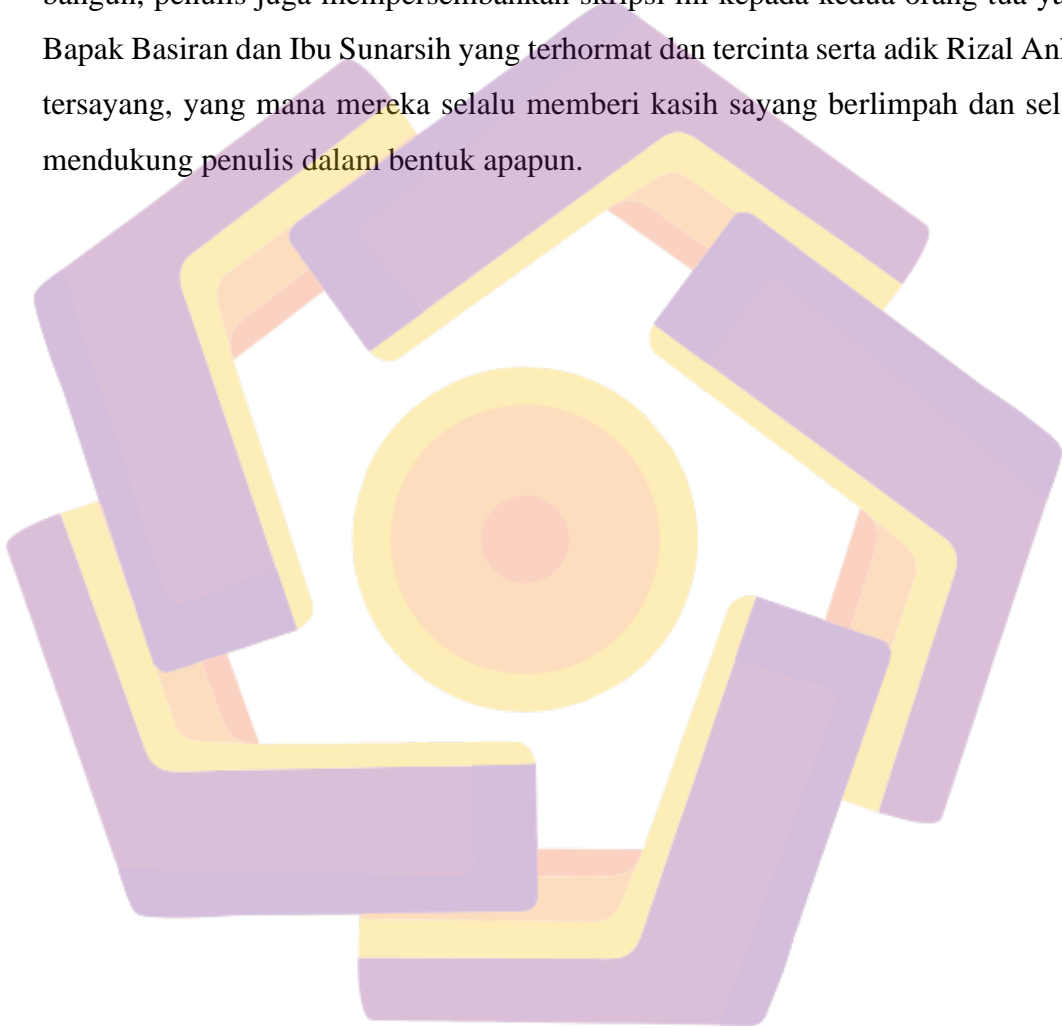 bangun, penulis juga mempersembahkan skripsi ini kepada kedua orang tua
Bapak Basiran dan Ibu Sunarsih yang terhormat dan tercinta serta adik Rizal
tersayang, yang mana mereka selalu memberi kasih sayang berlimpah dan
mendukung penulis dalam bentuk apapun.